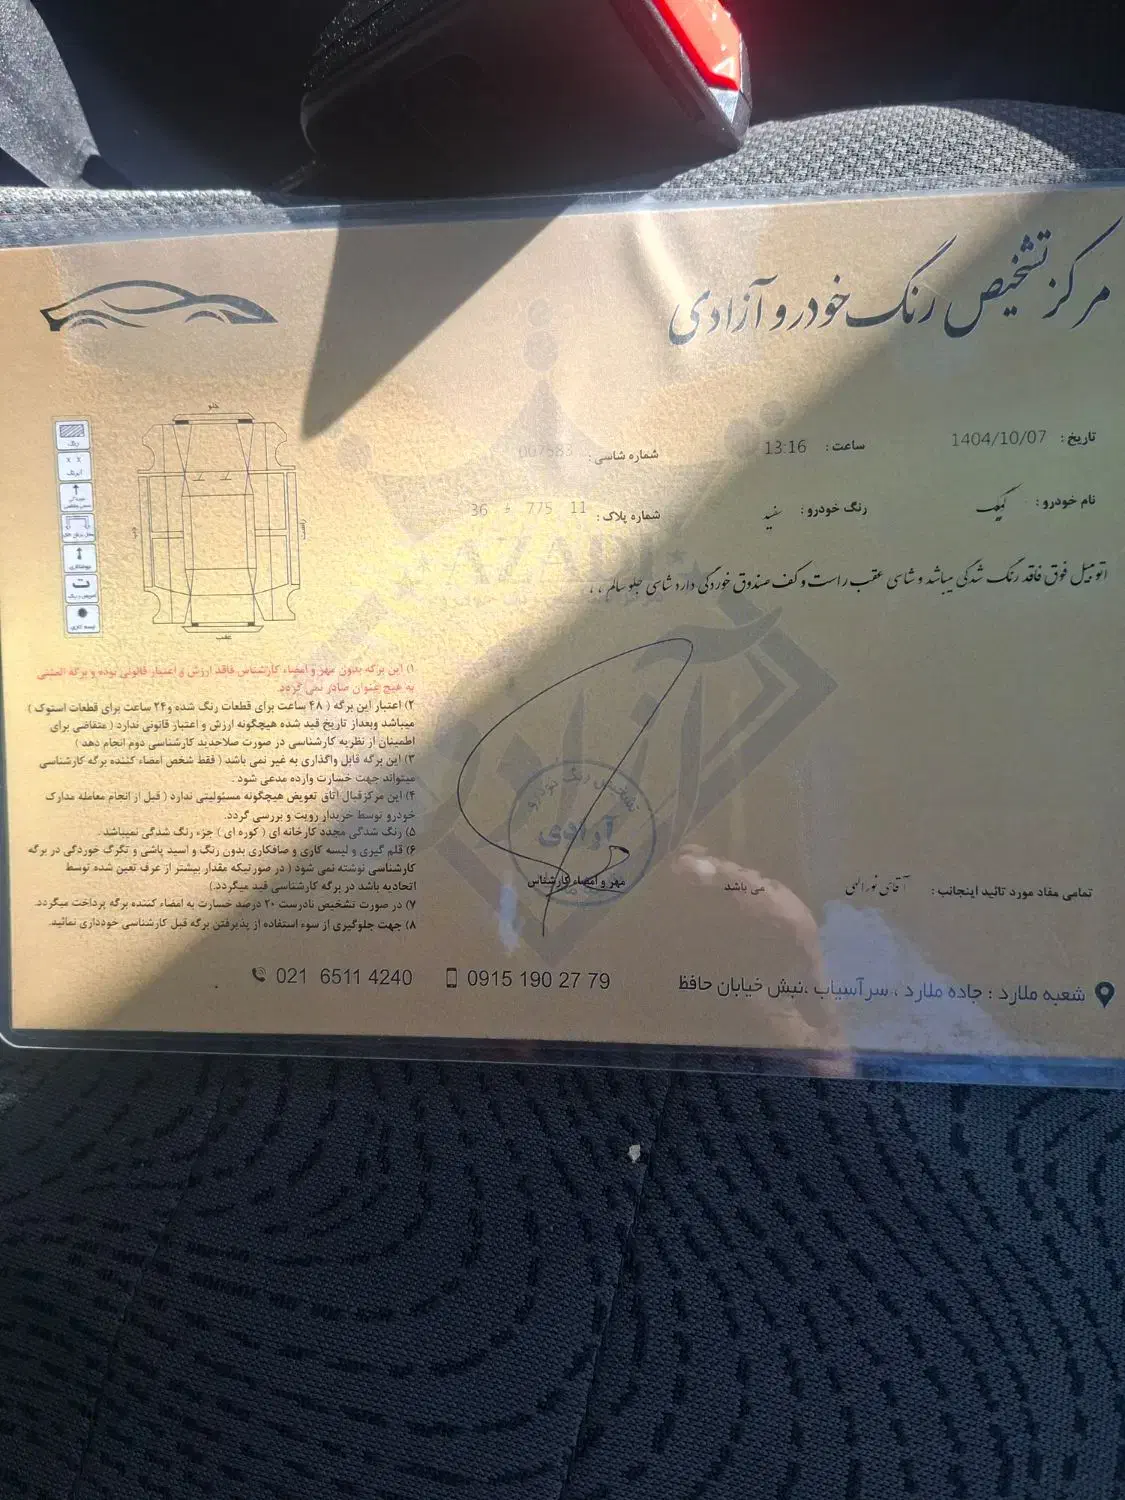 مرکز تشخیص رنگ خودرو آزادی
تاریخ : 1404/10/07 ساعت : 13:16 شماره شاسی : 007583
نام خودرو : کوییک رنگ خودرو : سفید شماره پلاک : 11 775 36
اتومبیل فوق فاقد رنگ شدگی میباشد و شاسی عقب راست و کف صندوق خوردگی دارد شاسی جلو سالم ، ،
AZADI
جلو
راست
عقب
رنگ
لیسه گیری
۱) این برگه بدون مهر و امضاء کارشناس فاقد ارزش و اعتبار قانونی بوده و برگه المثنی
به هیچ عنوان صادر نمی گردد.
۲) اعتبار این برگه ( ۴۸ ساعت برای قطعات رنگ شده و ۲۴ ساعت برای قطعات استوک )
میباشد وبعداز تاریخ قید شده هیچگونه ارزش و اعتبار قانونی ندارد ( متقاضی برای
اطمینان از نظریه کارشناسی در صورت صلاحدید کارشناسی دوم انجام دهد )
۳) این برگه قابل واگذاری به غیر نمی باشد ( فقط شخص امضاء کننده برگه کارشناسی
میتواند جهت خسارت وارده مدعی شود .
۴) این مرکزقبال اتاق تعویض هیچگونه مسئولیتی ندارد ( قبل از انجام معامله مدارک
خودرو توسط خریدار رویت و بررسی گردد.
۵) رنگ شدگی مجدد کارخانه ای ( کوره ای ) جزء رنگ شدگی نمیباشد .
۶) قلم گیری و لیسه کاری و صافکاری بدون رنگ و اسید پاشی و تگرگ خوردگی در برگه
کارشناسی نوشته نمی شود ( در صورتیکه مقدار بیشتر از عرف تعین شده توسط
اتحادیه باشد در برگه کارشناسی قید میگردد.)
۷) در صورت تشخیص نادرست ۲۰ درصد خسارت به امضاء کننده برگه پرداخت میگردد.
۸) جهت جلوگیری از سوء استفاده از پذیرفتن برگه قبل کارشناسی خودداری نمائید.
تشخیص رنگ خودرو
آزادی
مهر و امضاء کارشناس
تمامی مفاد مورد تائید اینجانب : آقای نورالهی می باشد
شعبه ملارد : جاده ملارد ، سرآسیاب ،نبش خیابان حافظ
0915 190 27 79
021 6511 4240